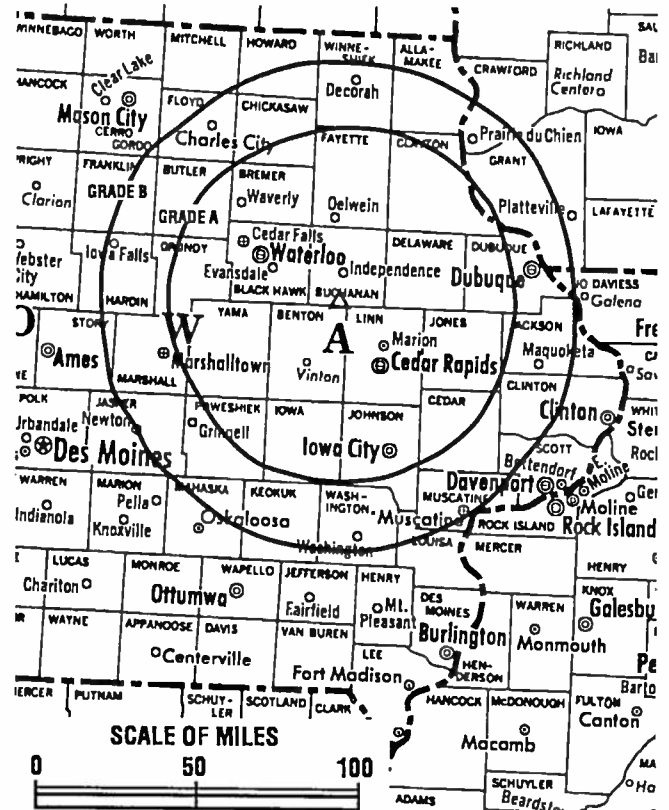 WINNEBAGO WORTH MITCHELL HOWARD WINNE-SHIEK ALLA-MAKEE CRAWFORD RICHLAND
Richland Center
HANCOCK Clear Lake Mason City CERRO GORDO FLOYD Charles City CHICKASAW Decorah FAYETTE CLAYTON Prairie du Chien GRANT IOWA
WRIGHT Clarion FRANKLIN GRADE B BUTLER GRADE A BREMER Waverly Oelwein Platteville LAFAYETTE
Webster City Iowa Falls GRUNDY Cedar Falls Waterloo Evansdale Independence DELAWARE DUBUQUE Dubuque JO DAVIESS Galena
HAMILTON HARDIN BLACK HAWK BUCHANAN
STORY W TAMA BENTON LINN JONES JACKSON
A
Ames Marshalltown MARSHALL Vinton Marion Cedar Rapids Maquoketa
POLK JASPER POWESHIEK IOWA JOHNSON CEDAR CLINTON Clinton
Urbandale Des Moines Newton Grinnell Iowa City SCOTT Bettendorf Davenport E. Moline Moline Rock Island
WARREN MARION MAHASKA KEOKUK WASH-INGTON MUSCATINE ROCK ISLAND
Indianola Pella Knoxville Oskaloosa Washington Muscatine LOUISA MERCER HENRY
LUCAS MONROE WAPELLO JEFFERSON HENRY DES MOINES WARREN KNOX
Chariton Ottumwa Fairfield Mt. Pleasant Burlington Monmouth Galesbu
WAYNE APPANOOSE DAVIS VAN BUREN LEE HEN-DERSON
Centerville Fort Madison
MERCER PUTNAM SCHUY-LER SCOTLAND CLARK HANCOCK McDONOUGH FULTON
Canton Macomb
SCHUYLER
ADAMS
SCALE OF MILES
0 50 100